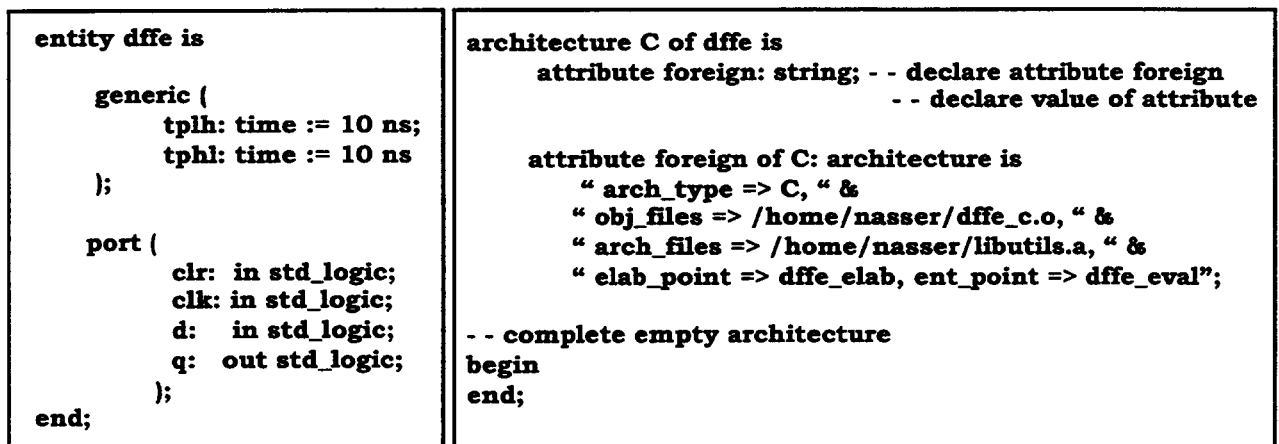 entity dffe is
generic (
tplh: time := 10 ns;
tphl: time := 10 ns
);
port (
clr: in std_logic;
clk: in std_logic;
d: in std_logic;
q: out std_logic;
);
end;
architecture C of dffe is
attribute foreign: string; - - declare attribute foreign
- - declare value of attribute
attribute foreign of C: architecture is
“ arch_type => C, “ &
“ obj_files => /home/nasser/dffe_c.o, “ &
“ arch_files => /home/nasser/libutils.a, “ &
“ elab_point => dffe_elab, ent_point => dffe_eval”;
- - complete empty architecture
begin
end;